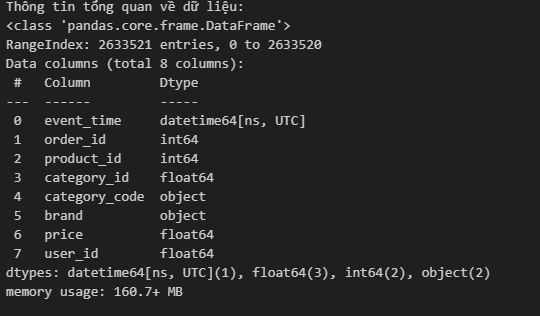 Thông tin tổng quan về dữ liệu:
<class 'pandas.core.frame.DataFrame'>
RangeIndex: 2633521 entries, 0 to 2633520
Data columns (total 8 columns):
 #   Column         Dtype
---  ------         -----
 0   event_time     datetime64[ns, UTC]
 1   order_id       int64
 2   product_id     int64
 3   category_id    float64
 4   category_code  object
 5   brand          object
 6   price          float64
 7   user_id        float64
dtypes: datetime64[ns, UTC](1), float64(3), int64(2), object(2)
memory usage: 160.7+ MB